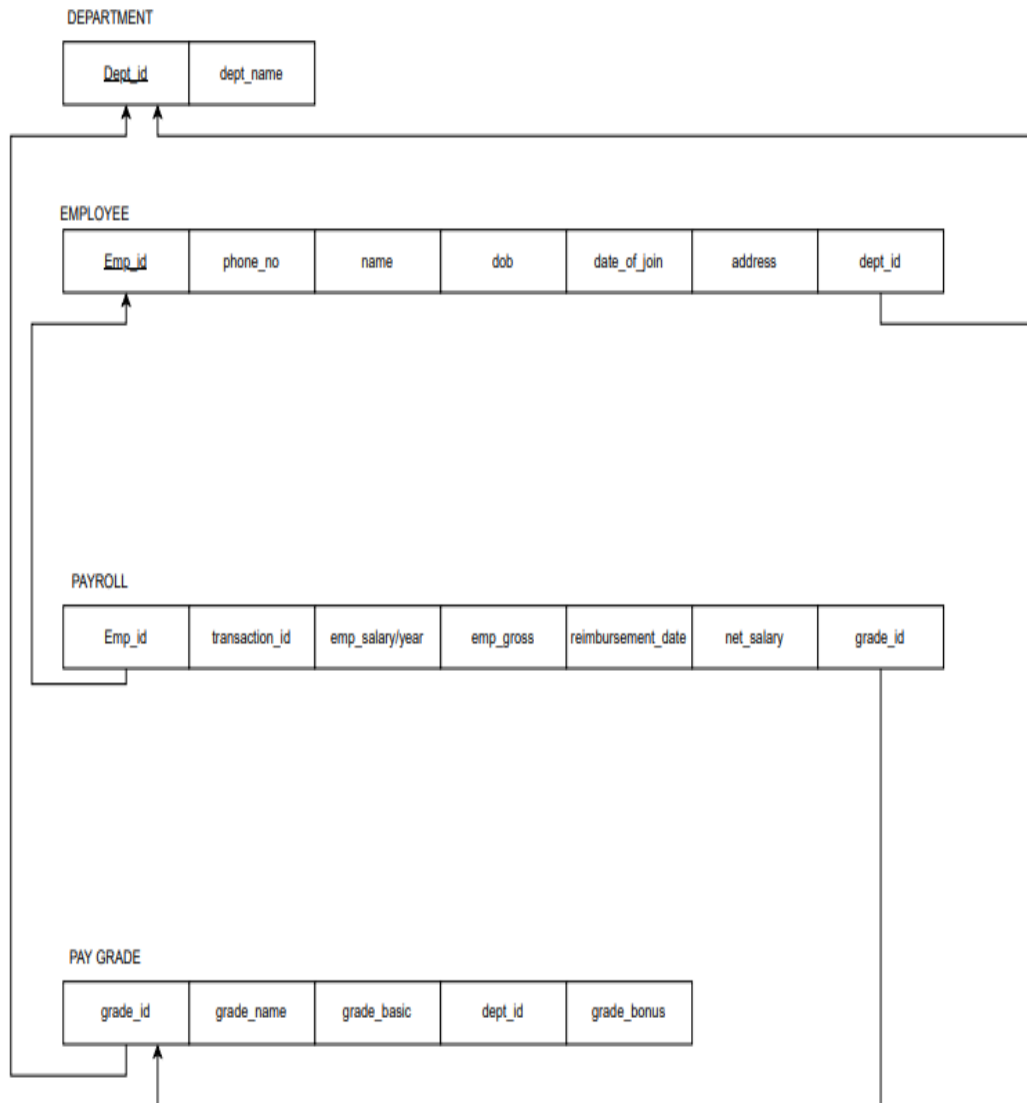 DEPARTMENT
Dept_id dept_name
EMPLOYEE
Emp_id phone_no name dob date_of_join address dept_id
PAYROLL
Emp_id transaction_id emp_salary/year emp_gross reimbursement_date net_salary grade_id
PAY GRADE
grade_id grade_name grade_basic dept_id grade_bonus